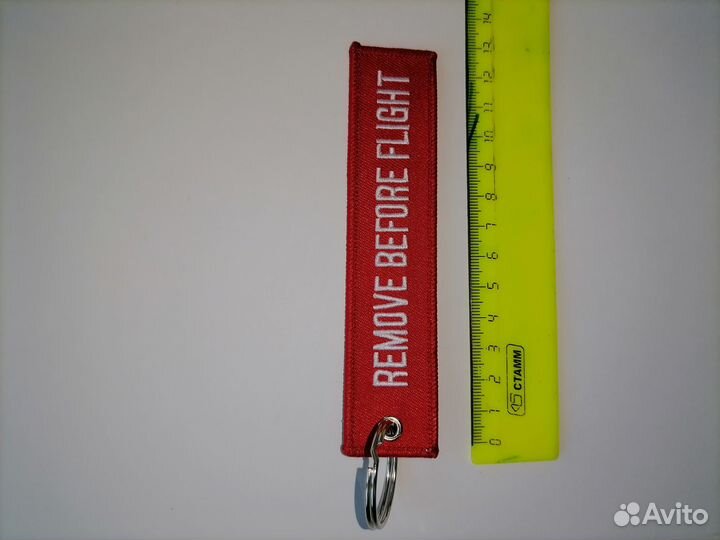 REMOVE BEFORE FLIGHT
0 1 2 3 4 5 6 7 8 9 10 11 12 13 14
СТАММ
Avito